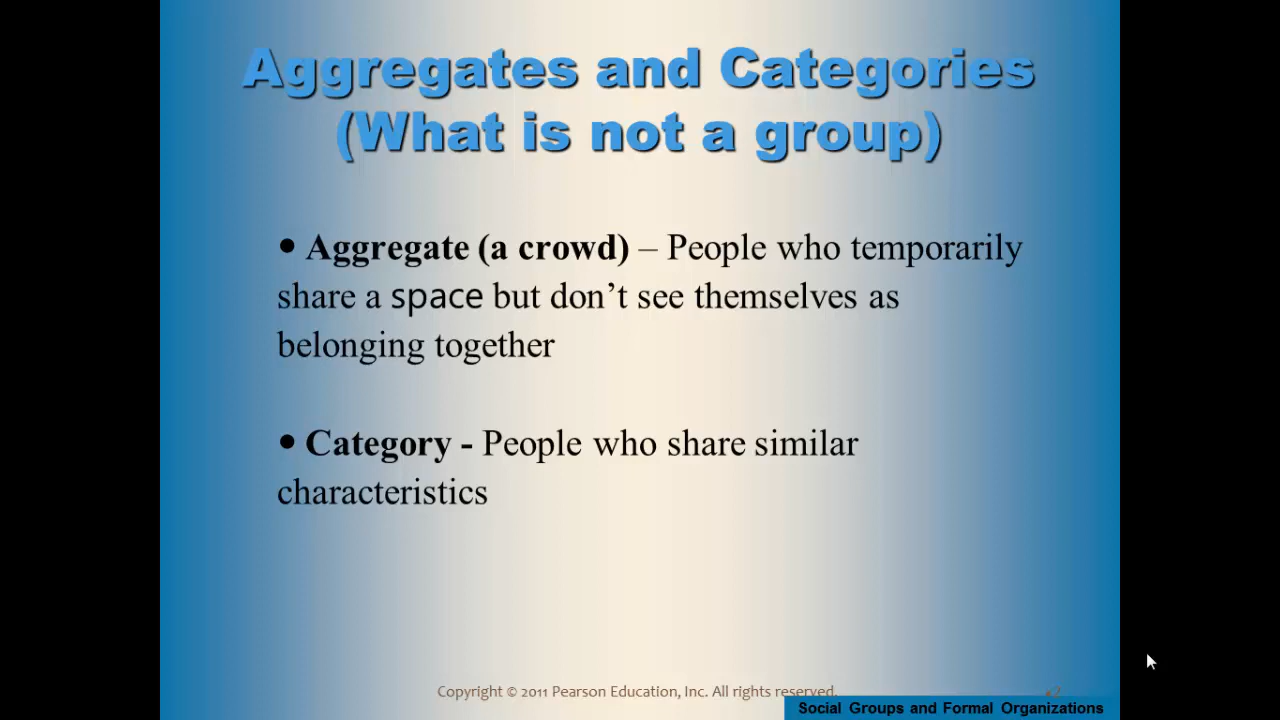 Aggregates and Categories
(What is not a group)
• Aggregate (a crowd) – People who temporarily
share a space but don’t see themselves as
belonging together
• Category - People who share similar
characteristics
Copyright © 2011 Pearson Education, Inc. All rights reserved.
2
Social Groups and Formal Organizations